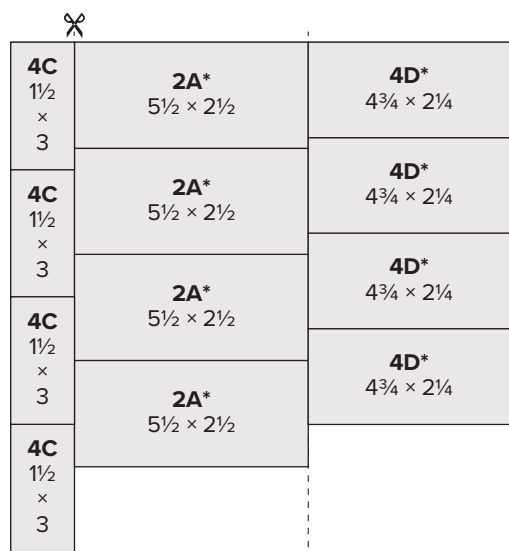 4C
1½
×
3
4C
1½
×
3
4C
1½
×
3
4C
1½
×
3
2A*
5½ × 2½
2A*
5½ × 2½
2A*
5½ × 2½
2A*
5½ × 2½
4D*
4¾ × 2¼
4D*
4¾ × 2¼
4D*
4¾ × 2¼
4D*
4¾ × 2¼